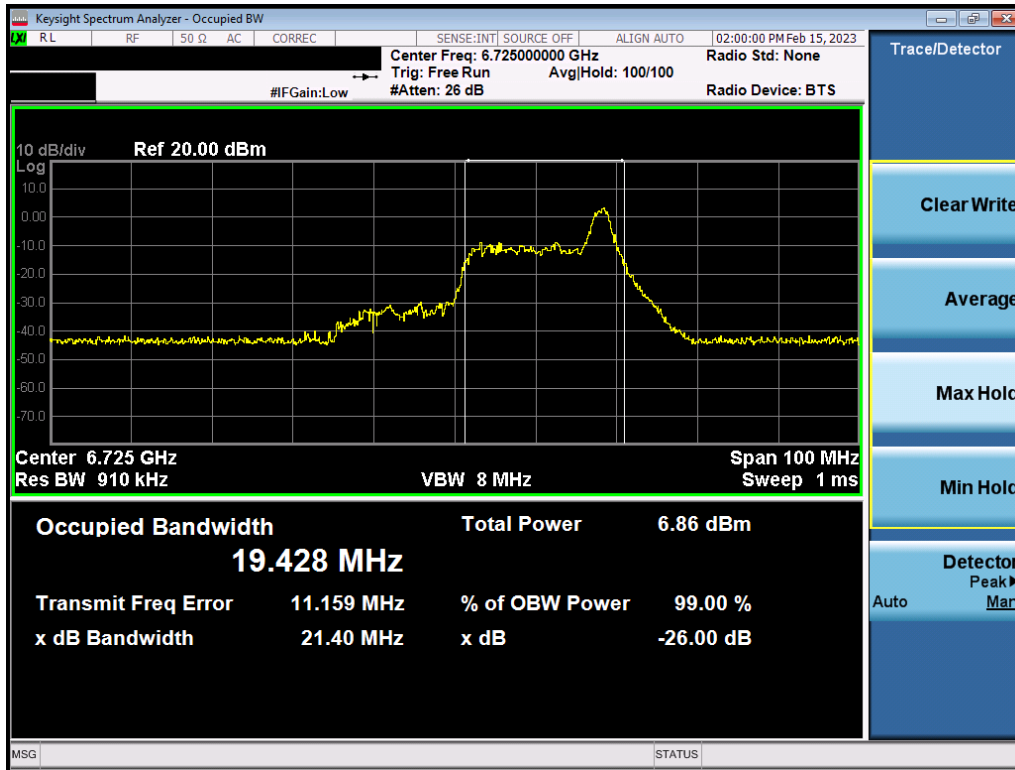 Keysight Spectrum Analyzer - Occupied BW
LXI RL RF 50 Ω AC CORREC SENSE:INT SOURCE OFF ALIGN AUTO 02:00:00 PM Feb 15, 2023
Center Freq: 6.725000000 GHz Radio Std: None
Trig: Free Run Avg|Hold: 100/100
#IFGain:Low #Atten: 26 dB Radio Device: BTS
Trace/Detector
10 dB/div Ref 20.00 dBm
Log
10.0
0.00
-10.0
-20.0
-30.0
-40.0
-50.0
-60.0
-70.0
Center 6.725 GHz Span 100 MHz
Res BW 910 kHz VBW 8 MHz Sweep 1 ms
Clear Write
Average
Max Hold
Min Hold
Detector
Peak▶
Auto Man
Occupied Bandwidth Total Power 6.86 dBm
19.428 MHz
Transmit Freq Error 11.159 MHz % of OBW Power 99.00 %
x dB Bandwidth 21.40 MHz x dB -26.00 dB
MSG STATUS